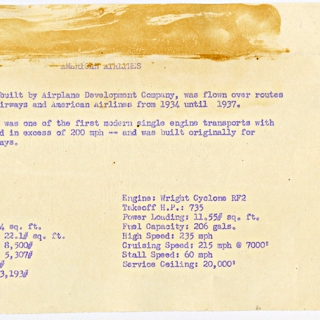 AMERICAN AIRLINES
built by Airplane Development Company, was flown over routes
irways and American Airlines from 1934 until 1937.
was one of the first modern single engine transports with
d in excess of 200 mph -- and was built originally for
ays.
Engine: Wright Cyclone RF2
Takeoff H.P.: 735
Power Loading: 11.55# sq. ft.
Fuel Capacity: 206 gals.
High Speed: 235 mph
Cruising Speed: 215 mph @ 7000'
Stall Speed: 60 mph
Service Ceiling: 20,000'
sq. ft.
22.1# sq. ft.
8,500#
5,307#
#
3,193#